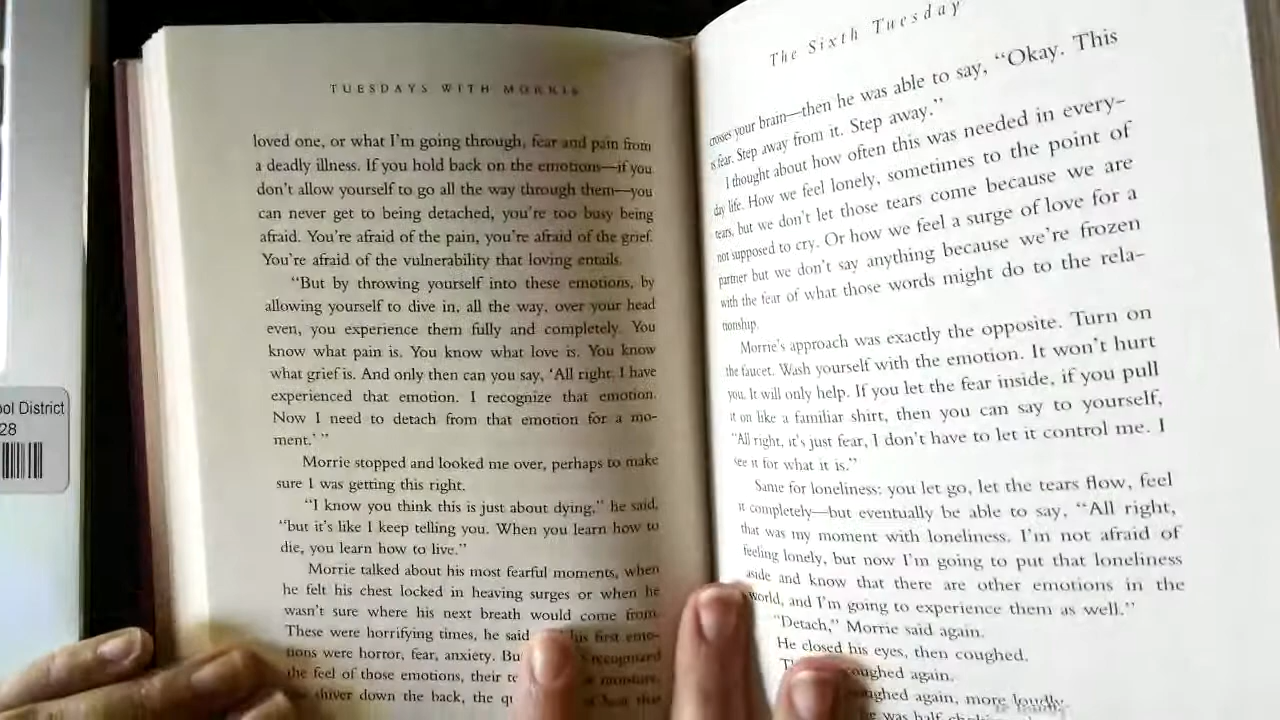 ool District
28
TUESDAYS WITH MORRIE
loved one, or what I'm going through, fear and pain from
a deadly illness. If you hold back on the emotions—if you
don't allow yourself to go all the way through them—you
can never get to being detached, you're too busy being
afraid. You're afraid of the pain, you're afraid of the grief.
You're afraid of the vulnerability that loving entails.
"But by throwing yourself into these emotions, by
allowing yourself to dive in, all the way, over your head
even, you experience them fully and completely. You
know what pain is. You know what love is. You know
what grief is. And only then can you say, 'All right. I have
experienced that emotion. I recognize that emotion.
Now I need to detach from that emotion for a mo-
ment.' "
Morrie stopped and looked me over, perhaps to make
sure I was getting this right.
"I know you think this is just about dying," he said,
"but it's like I keep telling you. When you learn how to
die, you learn how to live."
Morrie talked about his most fearful moments, when
he felt his chest locked in heaving surges or when he
wasn't sure where his next breath would come from.
These were horrifying times, he said his first emo-
tions were horror, fear, anxiety. Bu recognized
the feel of those emotions, their te moisture,
shiver down the back, the q
The Sixth Tuesday
crosses your brain—then he was able to say, "Okay. This
is fear. Step away from it. Step away."
I thought about how often this was needed in every-
day life. How we feel lonely, sometimes to the point of
tears, but we don't let those tears come because we are
not supposed to cry. Or how we feel a surge of love for a
partner but we don't say anything because we're frozen
with the fear of what those words might do to the rela-
tionship.
Morrie's approach was exactly the opposite. Turn on
the faucet. Wash yourself with the emotion. It won't hurt
you. It will only help. If you let the fear inside, if you pull
it on like a familiar shirt, then you can say to yourself,
"All right, it's just fear, I don't have to let it control me. I
see it for what it is."
Same for loneliness: you let go, let the tears flow, feel
it completely—but eventually be able to say, "All right,
that was my moment with loneliness. I'm not afraid of
feeling lonely, but now I'm going to put that loneliness
aside and know that there are other emotions in the
world, and I'm going to experience them as well."
"Detach," Morrie said again.
He closed his eyes, then coughed.
coughed again.
again, more loudly.
was half